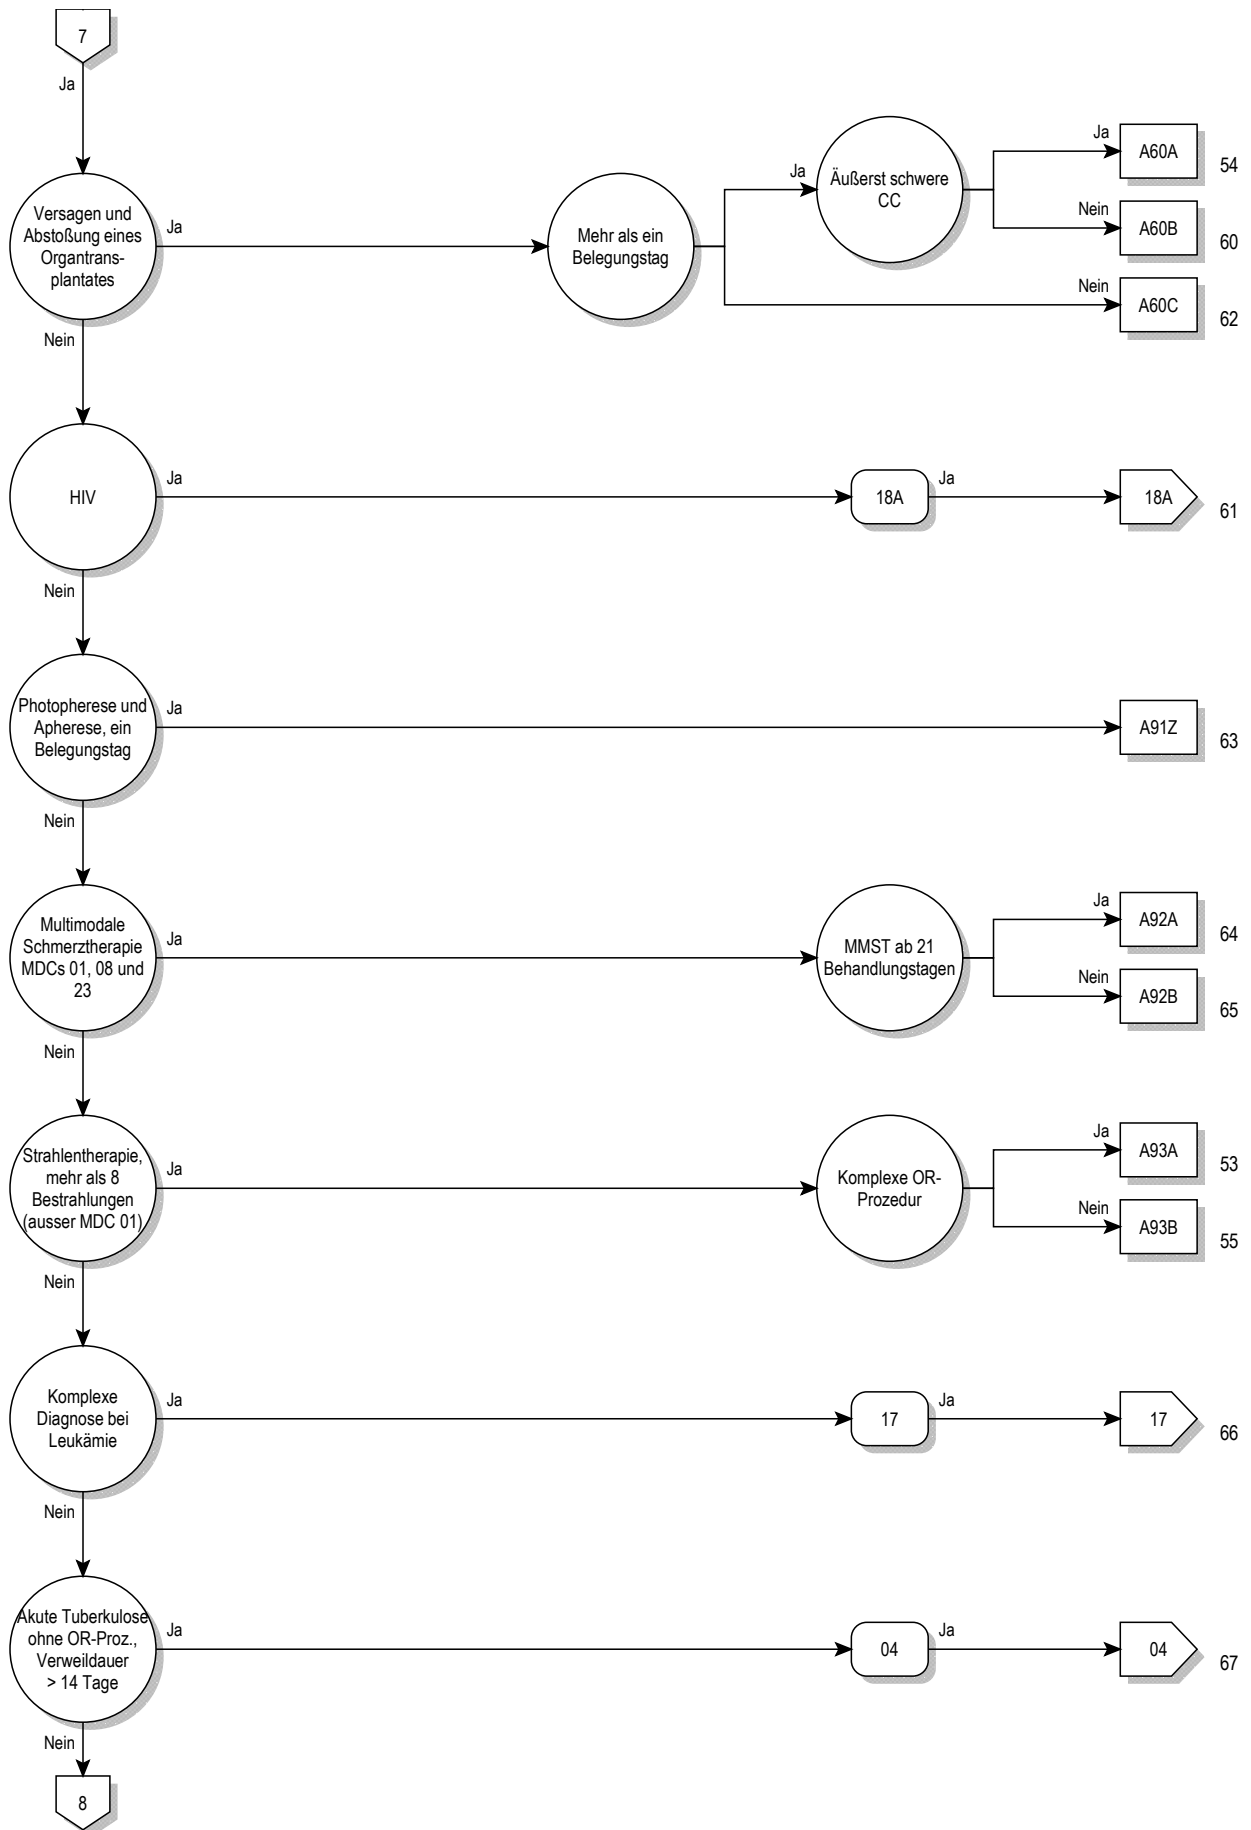 7
Ja
Versagen und
Abstoßung eines
Organtrans-
plantates
Ja
Mehr als ein
Belegungstag
Ja
Äußerst schwere
CC
Ja
A60A
54
Nein
A60B
60
Nein
A60C
62
Nein
HIV
Ja
18A
Ja
18A
61
Nein
Photopherese und
Apherese, ein
Belegungstag
Ja
A91Z
63
Nein
Multimodale
Schmerztherapie
MDCs 01, 08 und
23
Ja
MMST ab 21
Behandlungstagen
Ja
A92A
64
Nein
A92B
65
Nein
Strahlentherapie,
mehr als 8
Bestrahlungen
(ausser MDC 01)
Ja
Komplexe OR-
Prozedur
Ja
A93A
53
Nein
A93B
55
Nein
Komplexe
Diagnose bei
Leukämie
Ja
17
Ja
17
66
Nein
Akute Tuberkulose
ohne OR-Proz.,
Verweildauer
> 14 Tage
Ja
04
Ja
04
67
Nein
8